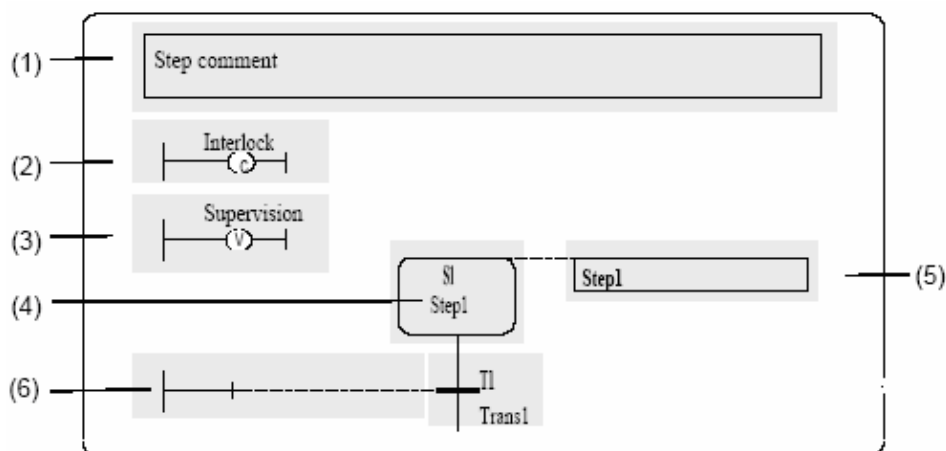 (1)
Step comment
(2)
Interlock
C
(3)
Supervision
V
(4)
S1
Step1
Step1
(5)
(6)
T1
Trans1